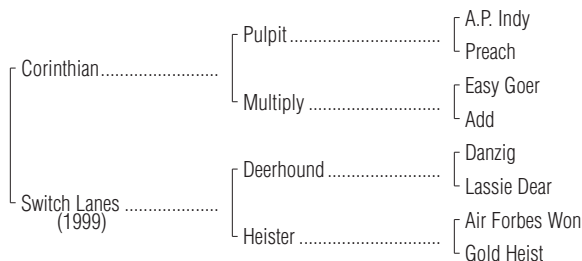 A.P. Indy
Pulpit
Preach
Corinthian
Easy Goer
Multiply
Add
Danzig
Deerhound
Lassie Dear
Switch Lanes
(1999)
Air Forbes Won
Heister
Gold Heist